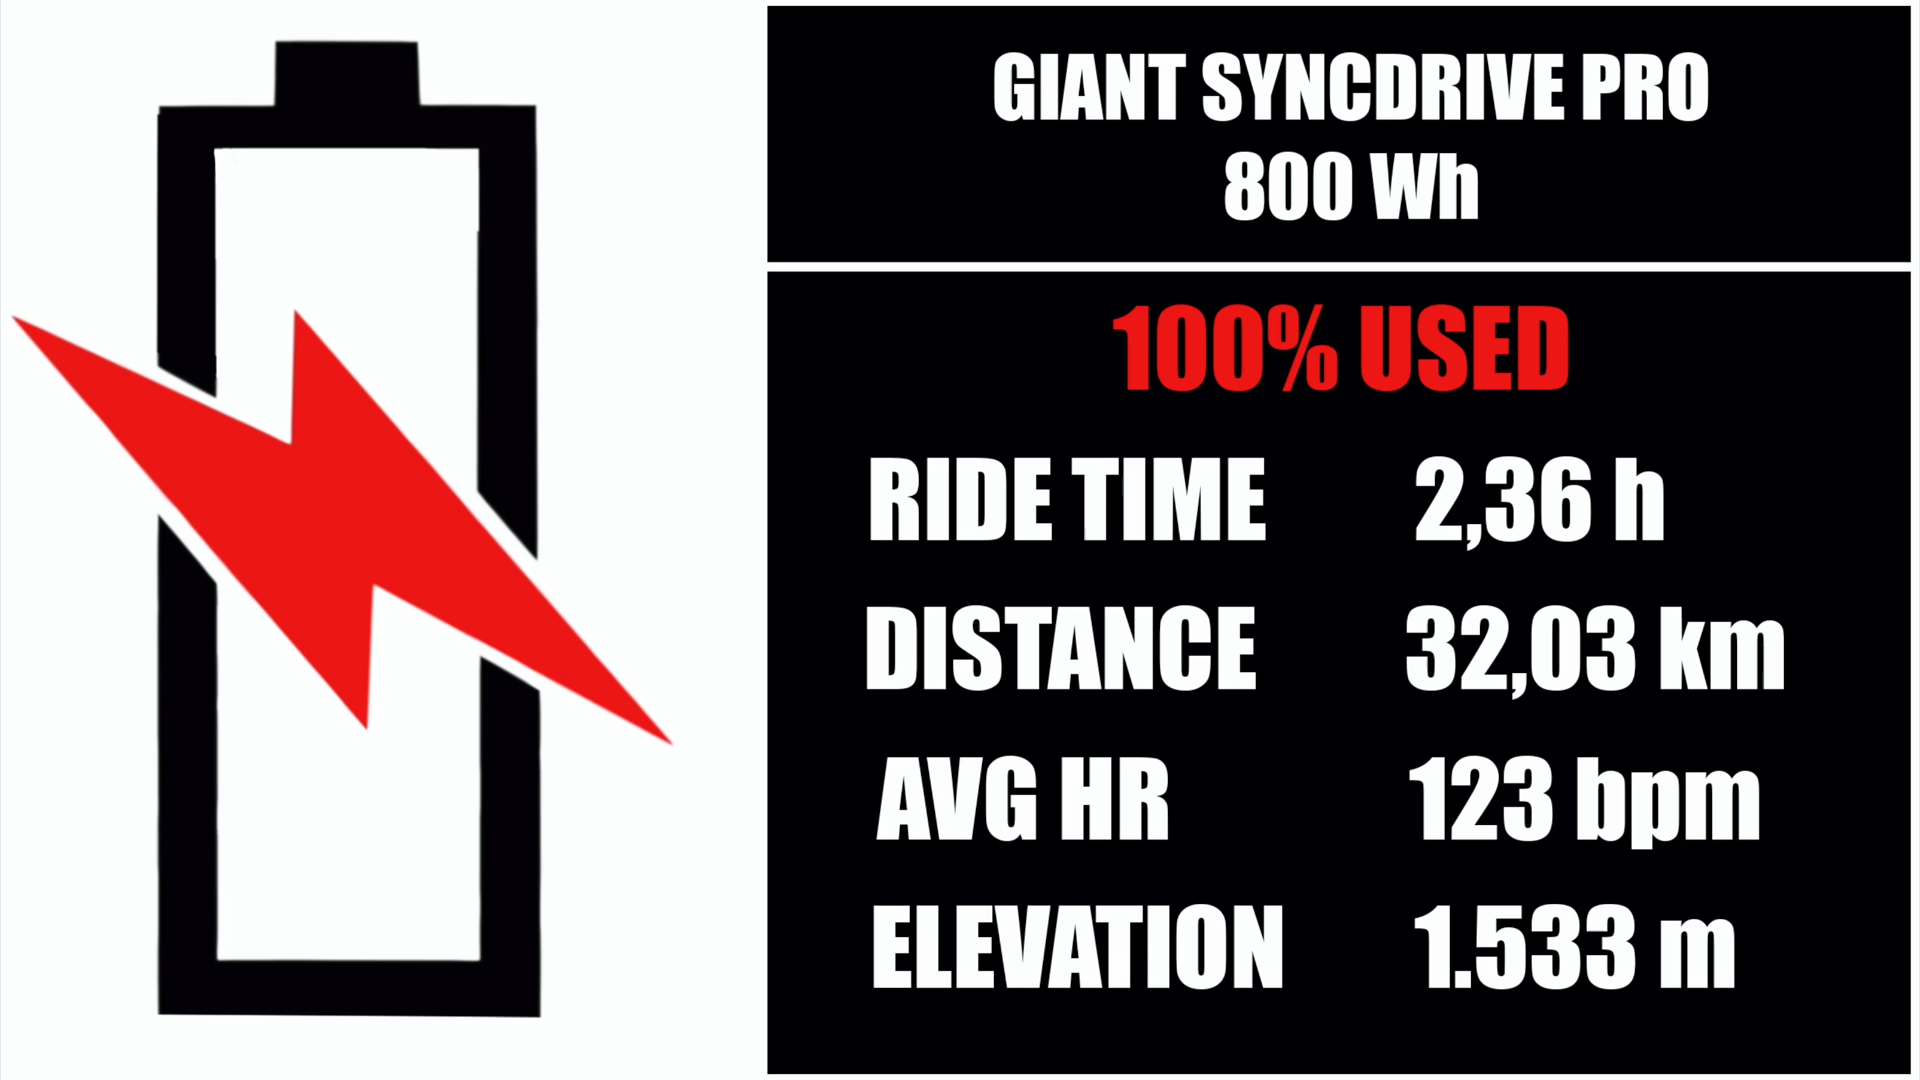 GIANT SYNCDRIVE PRO
800 Wh
100% USED
RIDE TIME 2,36 h
DISTANCE 32,03 km
AVG HR 123 bpm
ELEVATION 1.533 m